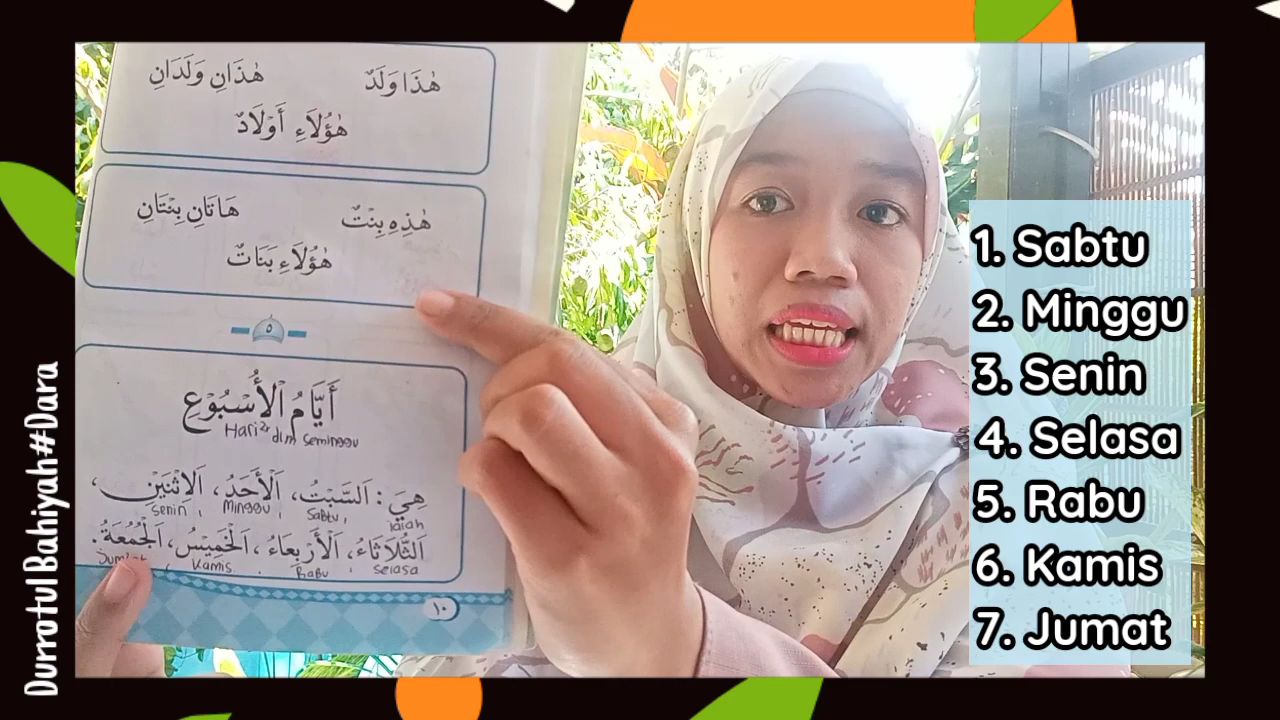 هٰذَا وَلَدٌ هٰذَانِ وَلَدَانِ
هٰؤُلَاءِ أَوْلَادٌ
هٰذِهِ بِنْتٌ هَاتَانِ بِنْتَانِ
هٰؤُلَاءِ بَنَاتٌ
٥
أَيَّامُ الْأُسْبُوْعِ
Hari² dlm seminggu
هِيَ : اَلسَّبْتُ، اَلْأَحَدُ، اَلْاِثْنَيْنِ،
ialah Sabtu, Minggu, Senin,
اَلثُّلَاثَاءُ، اَلْأَرْبِعَاءُ، اَلْخَمِيْسُ، اَلْجُمُعَةُ.
Selasa, Rabu, Kamis,
١٠
1. Sabtu
2. Minggu
3. Senin
4. Selasa
5. Rabu
6. Kamis
7. Jumat
Durrotul Bahiyah#Dara